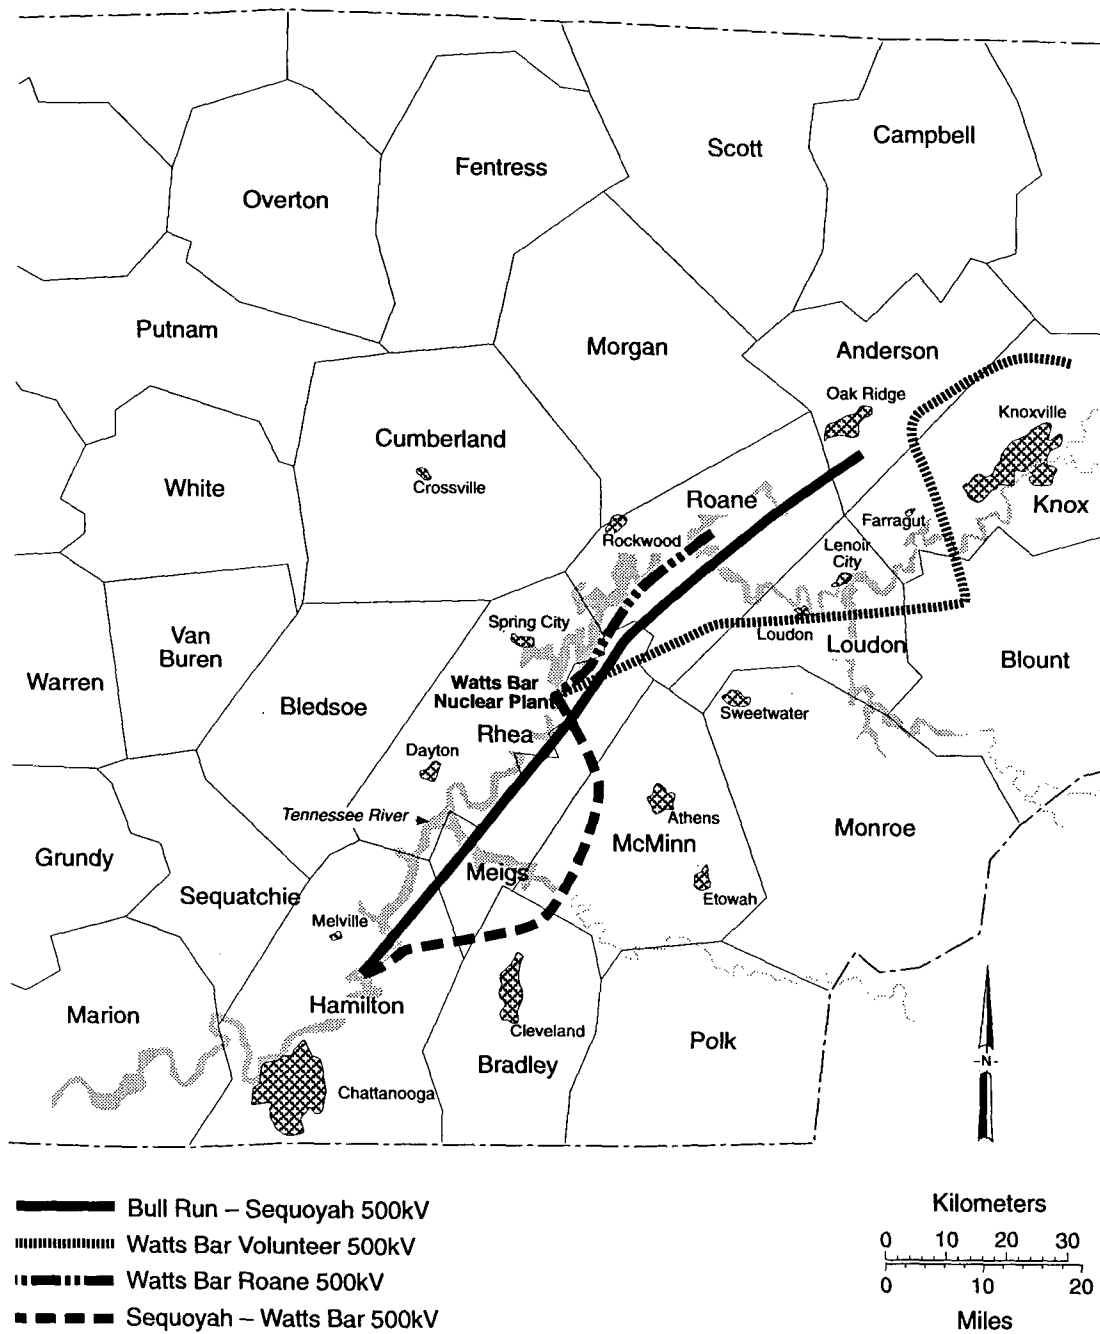 Scott
Campbell
Fentress
Overton
Putnam
Morgan
Anderson
Oak Ridge
Knoxville
Cumberland
Crossville
White
Roane
Knox
Farragut
Rockwood
Lenoir
City
Spring City
Loudon
Loudon
Van
Buren
Blount
Warren
Watts Bar
Nuclear Plant
Bledsoe
Sweetwater
Rhea
Dayton
Tennessee River
Athens
Monroe
McMinn
Grundy
Meigs
Sequatchie
Etowah
Melville
Hamilton
Marion
Cleveland
Polk
Bradley
-N-
Chattanooga
Bull Run – Sequoyah 500kV
Watts Bar Volunteer 500kV
Watts Bar Roane 500kV
Sequoyah – Watts Bar 500kV
Kilometers
0 10 20 30
0 10 20
Miles